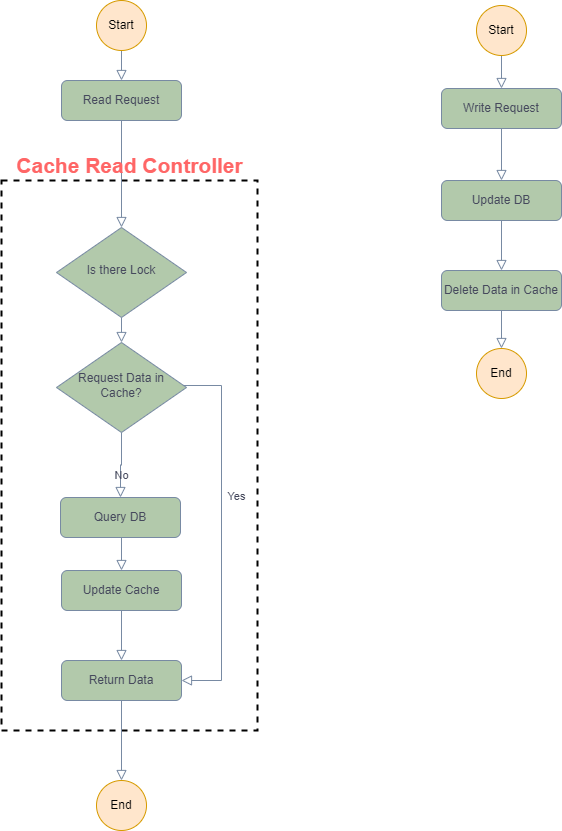 Start
Read Request
Cache Read Controller
Is there Lock
Request Data in
Cache?
No
Yes
Query DB
Update Cache
Return Data
End
Start
Write Request
Update DB
Delete Data in Cache
End